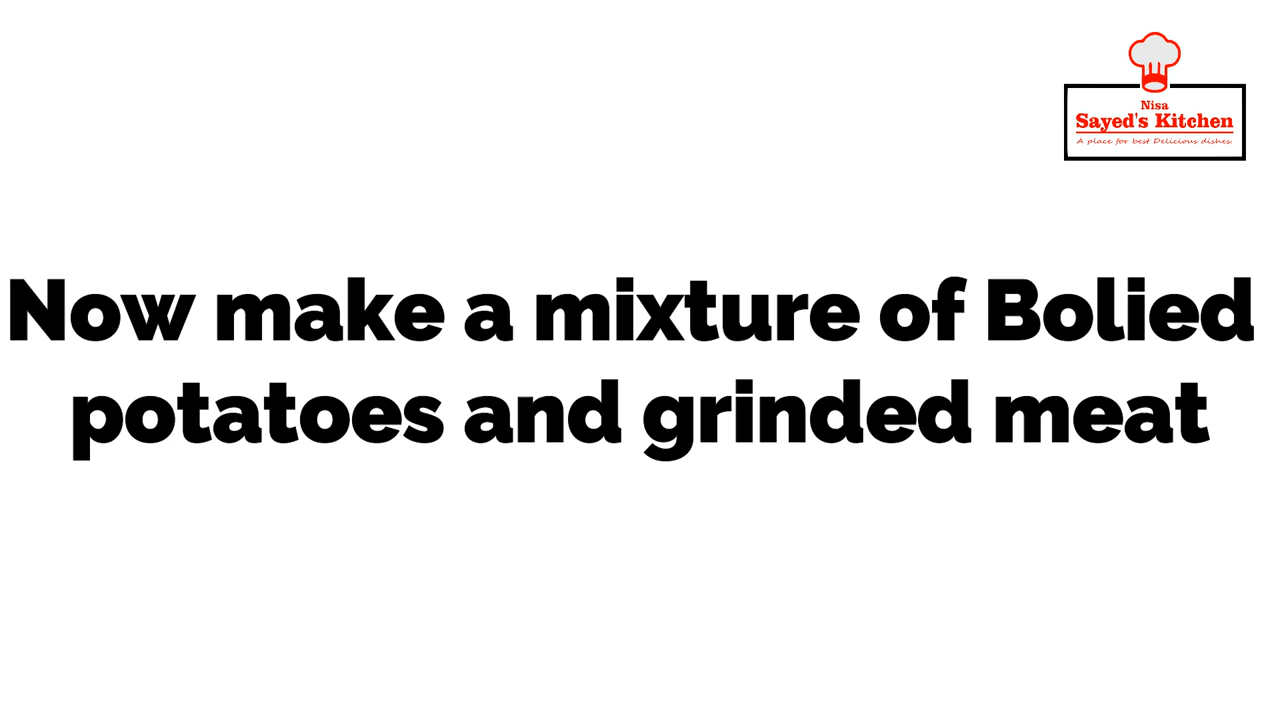 Nisa
Sayed's Kitchen
A place for best Delicious dishes.
Now make a mixture of Bolied
potatoes and grinded meat